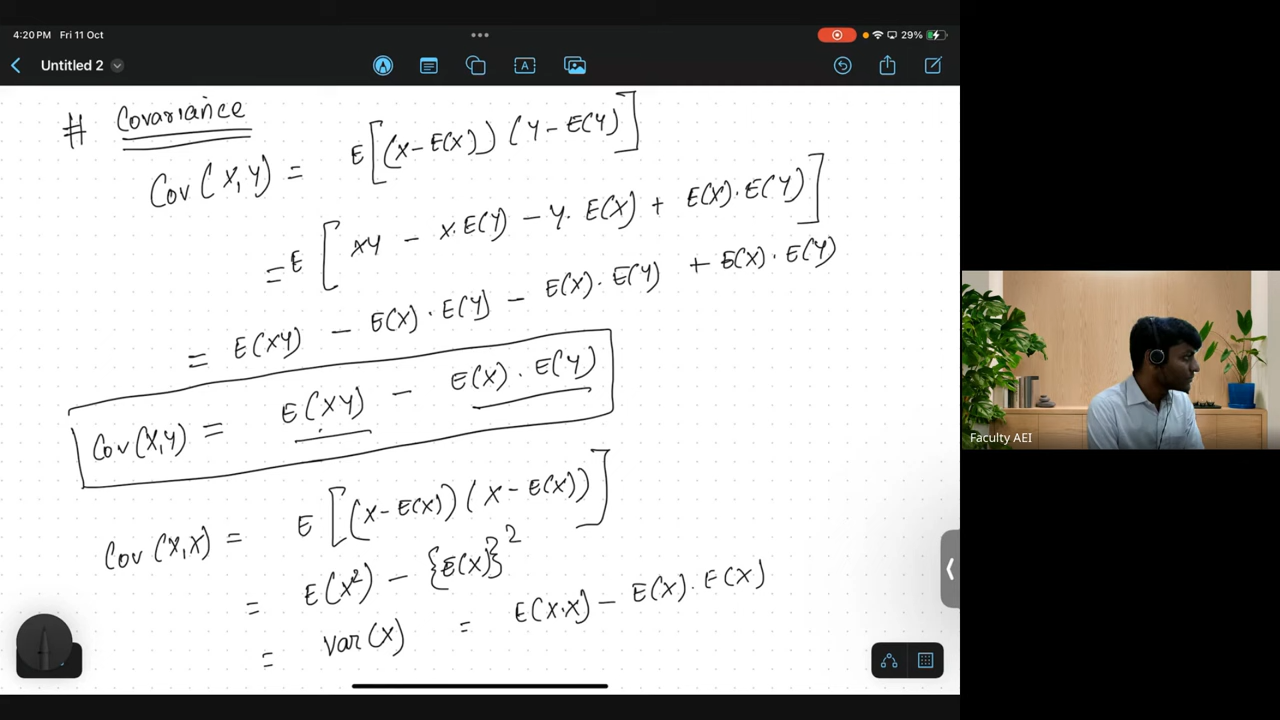 4:20 PM Fri 11 Oct
29%
Untitled 2
# Covariance
Cov(X,Y) = E[(X-E(X))(Y-E(Y)]
= E[XY - X.E(Y) - Y.E(X) + E(X).E(Y)]
= E(XY) - E(X).E(Y) - E(X).E(Y) + E(X).E(Y)
Cov(X,Y) = E(XY) - E(X).E(Y)
Cov(X,X) = E[(X-E(X))(X-E(X))]
= E(X²) - {E(X)}²
= Var(X) = E(X.X) - E(X).E(X)
Faculty AEI